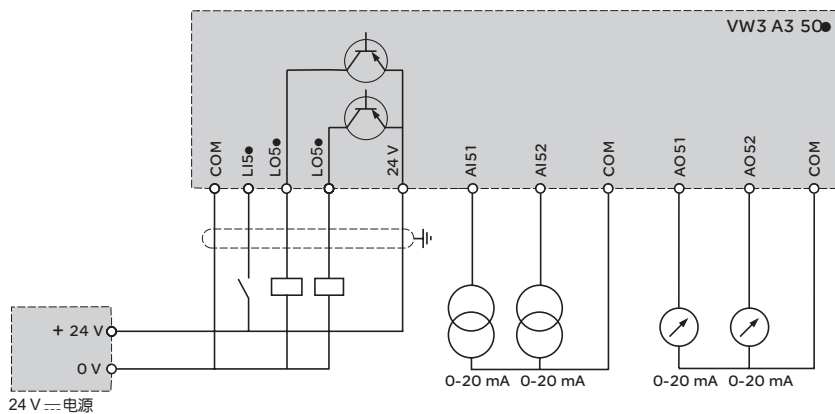 VW3 A3 50●
COM
LI5●
LO5●
LO5●
24 V
AI51
AI52
COM
AO51
AO52
COM
+ 24 V
0 V
0-20 mA
0-20 mA
0-20 mA
0-20 mA
24 V ⎓ 电源